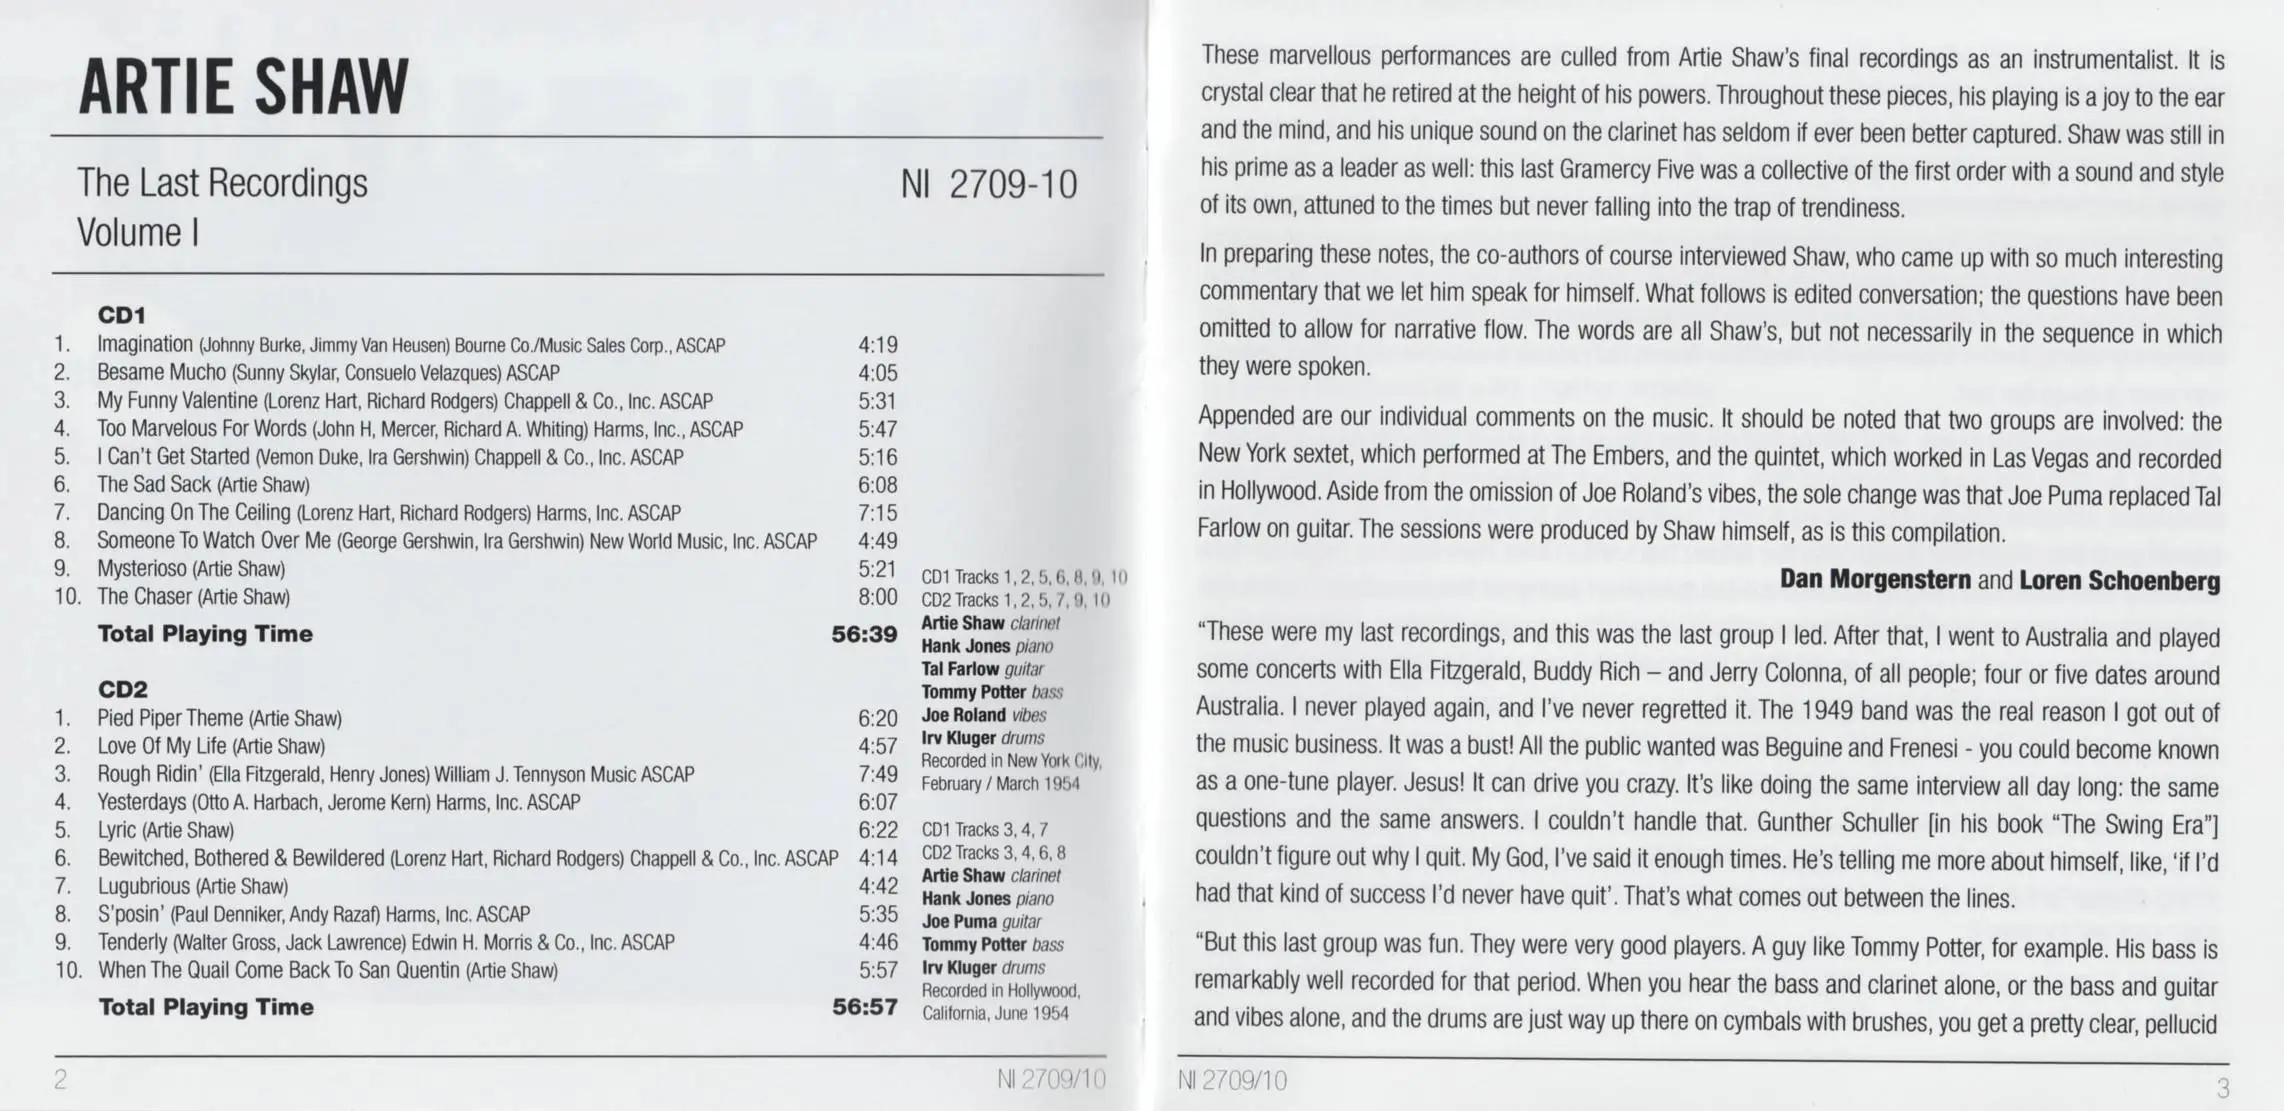 ARTIE SHAW
The Last Recordings
Volume I
NI 2709-10
CD1
1. Imagination (Johnny Burke, Jimmy Van Heusen) Bourne Co./Music Sales Corp., ASCAP 4:19
2. Besame Mucho (Sunny Skylar, Consuelo Velazques) ASCAP 4:05
3. My Funny Valentine (Lorenz Hart, Richard Rodgers) Chappell & Co., Inc. ASCAP 5:31
4. Too Marvelous For Words (John H, Mercer, Richard A. Whiting) Harms, Inc., ASCAP 5:47
5. I Can't Get Started (Vernon Duke, Ira Gershwin) Chappell & Co., Inc. ASCAP 5:16
6. The Sad Sack (Artie Shaw) 6:08
7. Dancing On The Ceiling (Lorenz Hart, Richard Rodgers) Harms, Inc. ASCAP 7:15
8. Someone To Watch Over Me (George Gershwin, Ira Gershwin) New World Music, Inc. ASCAP 4:49
9. Mysterioso (Artie Shaw) 5:21
10. The Chaser (Artie Shaw) 8:00
Total Playing Time 56:39
CD2
1. Pied Piper Theme (Artie Shaw) 6:20
2. Love Of My Life (Artie Shaw) 4:57
3. Rough Ridin' (Ella Fitzgerald, Henry Jones) William J. Tennyson Music ASCAP 7:49
4. Yesterdays (Otto A. Harbach, Jerome Kern) Harms, Inc. ASCAP 6:07
5. Lyric (Artie Shaw) 6:22
6. Bewitched, Bothered & Bewildered (Lorenz Hart, Richard Rodgers) Chappell & Co., Inc. ASCAP 4:14
7. Lugubrious (Artie Shaw) 4:42
8. S'posin' (Paul Denniker, Andy Razaf) Harms, Inc. ASCAP 5:35
9. Tenderly (Walter Gross, Jack Lawrence) Edwin H. Morris & Co., Inc. ASCAP 4:46
10. When The Quail Come Back To San Quentin (Artie Shaw) 5:57
Total Playing Time 56:57
CD1 Tracks 1, 2, 5, 6, 8, 9, 10
CD2 Tracks 1, 2, 5, 7, 9, 10
Artie Shaw clarinet
Hank Jones piano
Tal Farlow guitar
Tommy Potter bass
Joe Roland vibes
Irv Kluger drums
Recorded in New York City,
February / March 1954
CD1 Tracks 3, 4, 7
CD2 Tracks 3, 4, 6, 8
Artie Shaw clarinet
Hank Jones piano
Joe Puma guitar
Tommy Potter bass
Irv Kluger drums
Recorded in Hollywood,
California, June 1954
2
NI 2709/10
These marvellous performances are culled from Artie Shaw's final recordings as an instrumentalist. It is
crystal clear that he retired at the height of his powers. Throughout these pieces, his playing is a joy to the ear
and the mind, and his unique sound on the clarinet has seldom if ever been better captured. Shaw was still in
his prime as a leader as well: this last Gramercy Five was a collective of the first order with a sound and style
of its own, attuned to the times but never falling into the trap of trendiness.
In preparing these notes, the co-authors of course interviewed Shaw, who came up with so much interesting
commentary that we let him speak for himself. What follows is edited conversation; the questions have been
omitted to allow for narrative flow. The words are all Shaw's, but not necessarily in the sequence in which
they were spoken.
Appended are our individual comments on the music. It should be noted that two groups are involved: the
New York sextet, which performed at The Embers, and the quintet, which worked in Las Vegas and recorded
in Hollywood. Aside from the omission of Joe Roland's vibes, the sole change was that Joe Puma replaced Tal
Farlow on guitar. The sessions were produced by Shaw himself, as is this compilation.
Dan Morgenstern and Loren Schoenberg
“These were my last recordings, and this was the last group I led. After that, I went to Australia and played
some concerts with Ella Fitzgerald, Buddy Rich – and Jerry Colonna, of all people; four or five dates around
Australia. I never played again, and I've never regretted it. The 1949 band was the real reason I got out of
the music business. It was a bust! All the public wanted was Beguine and Frenesi - you could become known
as a one-tune player. Jesus! It can drive you crazy. It's like doing the same interview all day long: the same
questions and the same answers. I couldn't handle that. Gunther Schuller [in his book “The Swing Era”]
couldn't figure out why I quit. My God, I've said it enough times. He's telling me more about himself, like, ‘if I'd
had that kind of success I'd never have quit’. That's what comes out between the lines.
“But this last group was fun. They were very good players. A guy like Tommy Potter, for example. His bass is
remarkably well recorded for that period. When you hear the bass and clarinet alone, or the bass and guitar
and vibes alone, and the drums are just way up there on cymbals with brushes, you get a pretty clear, pellucid
NI 2709/10
3